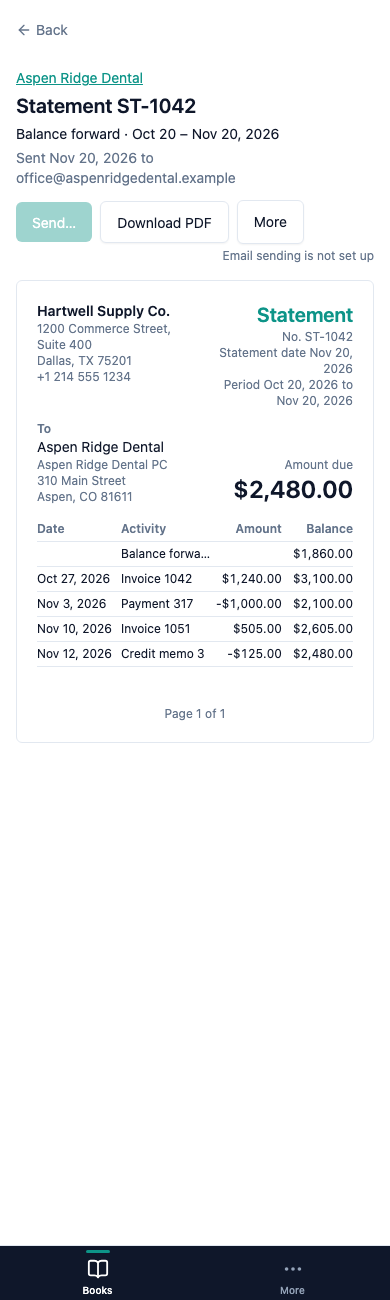 Back
Aspen Ridge Dental
Statement ST-1042
Balance forward · Oct 20 – Nov 20, 2026
Sent Nov 20, 2026 to
office@aspenridgedental.example
Send...
Download PDF
More
Email sending is not set up
Hartwell Supply Co.
1200 Commerce Street,
Suite 400
Dallas, TX 75201
+1 214 555 1234
Statement
No. ST-1042
Statement date Nov 20,
2026
Period Oct 20, 2026 to
Nov 20, 2026
To
Aspen Ridge Dental
Aspen Ridge Dental PC
310 Main Street
Aspen, CO 81611
Amount due
$2,480.00
Date Activity Amount Balance
Balance forwa... $1,860.00
Oct 27, 2026 Invoice 1042 $1,240.00 $3,100.00
Nov 3, 2026 Payment 317 -$1,000.00 $2,100.00
Nov 10, 2026 Invoice 1051 $505.00 $2,605.00
Nov 12, 2026 Credit memo 3 -$125.00 $2,480.00
Page 1 of 1
Books
More